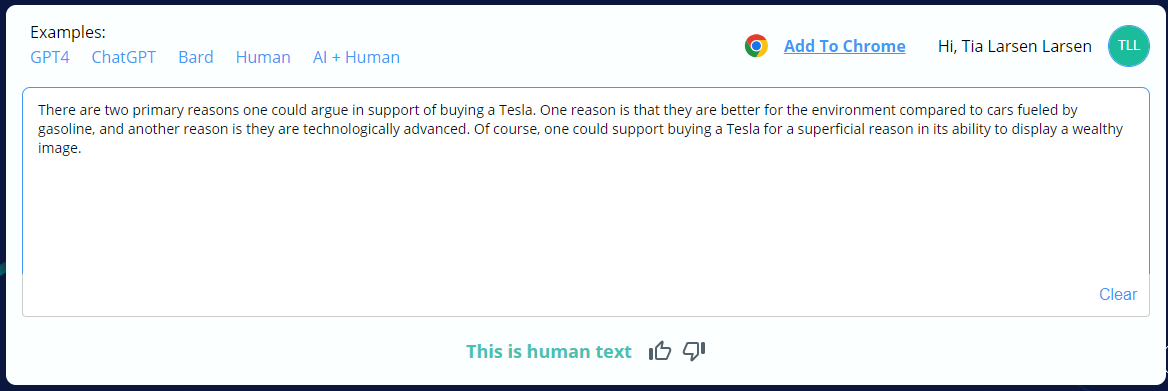 Examples:
GPT4 ChatGPT Bard Human AI + Human
Add To Chrome Hi, Tia Larsen Larsen TLL
There are two primary reasons one could argue in support of buying a Tesla. One reason is that they are better for the environment compared to cars fueled by
gasoline, and another reason is they are technologically advanced. Of course, one could support buying a Tesla for a superficial reason in its ability to display a wealthy
image.
Clear
This is human text